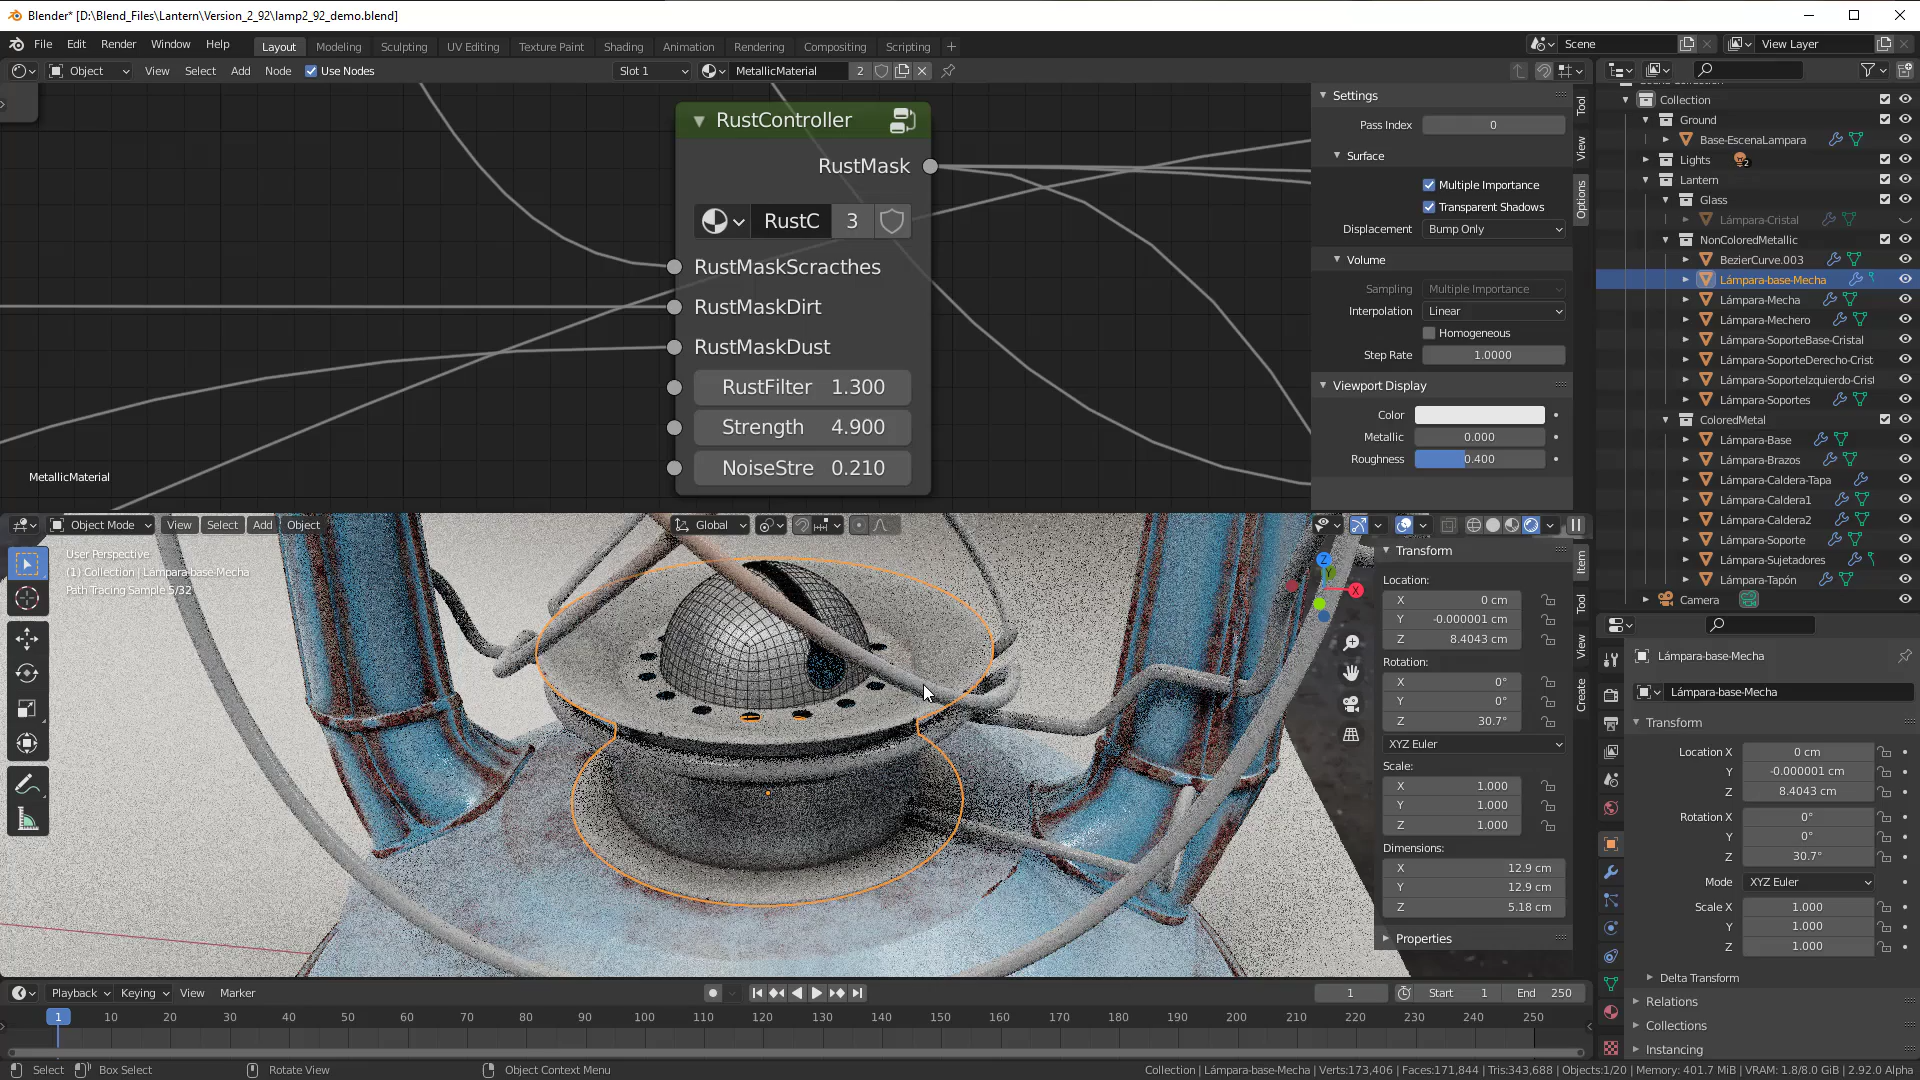 Blender* [D:\Blend_Files\Lantern\Version_2_92\lamp2_92_demo.blend]
File Edit Render Window Help
Layout Modeling Sculpting UV Editing Texture Paint Shading Animation Rendering Compositing Scripting +
Scene
View Layer
Object View Select Add Node Use Nodes
Slot 1
MetallicMaterial 2
RustController
RustMask
RustC 3
RustMaskScracthes
RustMaskDirt
RustMaskDust
RustFilter 1.300
Strength 4.900
NoiseStre 0.210
MetallicMaterial
Settings
Pass Index 0
Surface
Multiple Importance
Transparent Shadows
Displacement Bump Only
Volume
Sampling Multiple Importance
Interpolation Linear
Homogeneous
Step Rate 1.0000
Viewport Display
Color
Metallic 0.000
Roughness 0.400
Tool
View
Options
Collection
Ground
Base-EscenaLampara
Lights 2
Lantern
Glass
Lámpara-Cristal
NonColoredMetallic
BezierCurve.003
Lámpara-base-Mecha
Lámpara-Mecha
Lámpara-Mechero
Lámpara-SoporteBase-Cristal
Lámpara-SoporteDerecho-Crist
Lámpara-SoporteIzquierdo-Crist
Lámpara-Soportes
ColoredMetal
Lámpara-Base
Lámpara-Brazos
Lámpara-Caldera-Tapa
Lámpara-Caldera1
Lámpara-Caldera2
Lámpara-Soporte
Lámpara-Sujetadores
Lámpara-Tapón
Camera
Object Mode View Select Add Object
Global
User Perspective
(1) Collection | Lámpara-base-Mecha
Path Tracing Sample 5/32
Z
Y
X
Transform
Location:
X 0 cm
Y -0.000001 cm
Z 8.4043 cm
Rotation:
X 0°
Y 0°
Z 30.7°
XYZ Euler
Scale:
X 1.000
Y 1.000
Z 1.000
Dimensions:
X 12.9 cm
Y 12.9 cm
Z 5.18 cm
Properties
Item
Tool
View
Create
Lámpara-base-Mecha
Lámpara-base-Mecha
Transform
Location X 0 cm
Y -0.000001 cm
Z 8.4043 cm
Rotation X 0°
Y 0°
Z 30.7°
Mode XYZ Euler
Scale X 1.000
Y 1.000
Z 1.000
Delta Transform
Relations
Collections
Instancing
Playback Keying View Marker
1 Start 1 End 250
1 10 20 30 40 50 60 70 80 90 100 110 120 130 140 150 160 170 180 190 200 210 220 230 240 250
Select Box Select Rotate View Object Context Menu
Collection | Lámpara-base-Mecha | Verts:173,406 | Faces:171,844 | Tris:343,688 | Objects:1/20 | Memory: 401.7 MiB | VRAM: 1.8/8.0 GiB | 2.92.0 Alpha